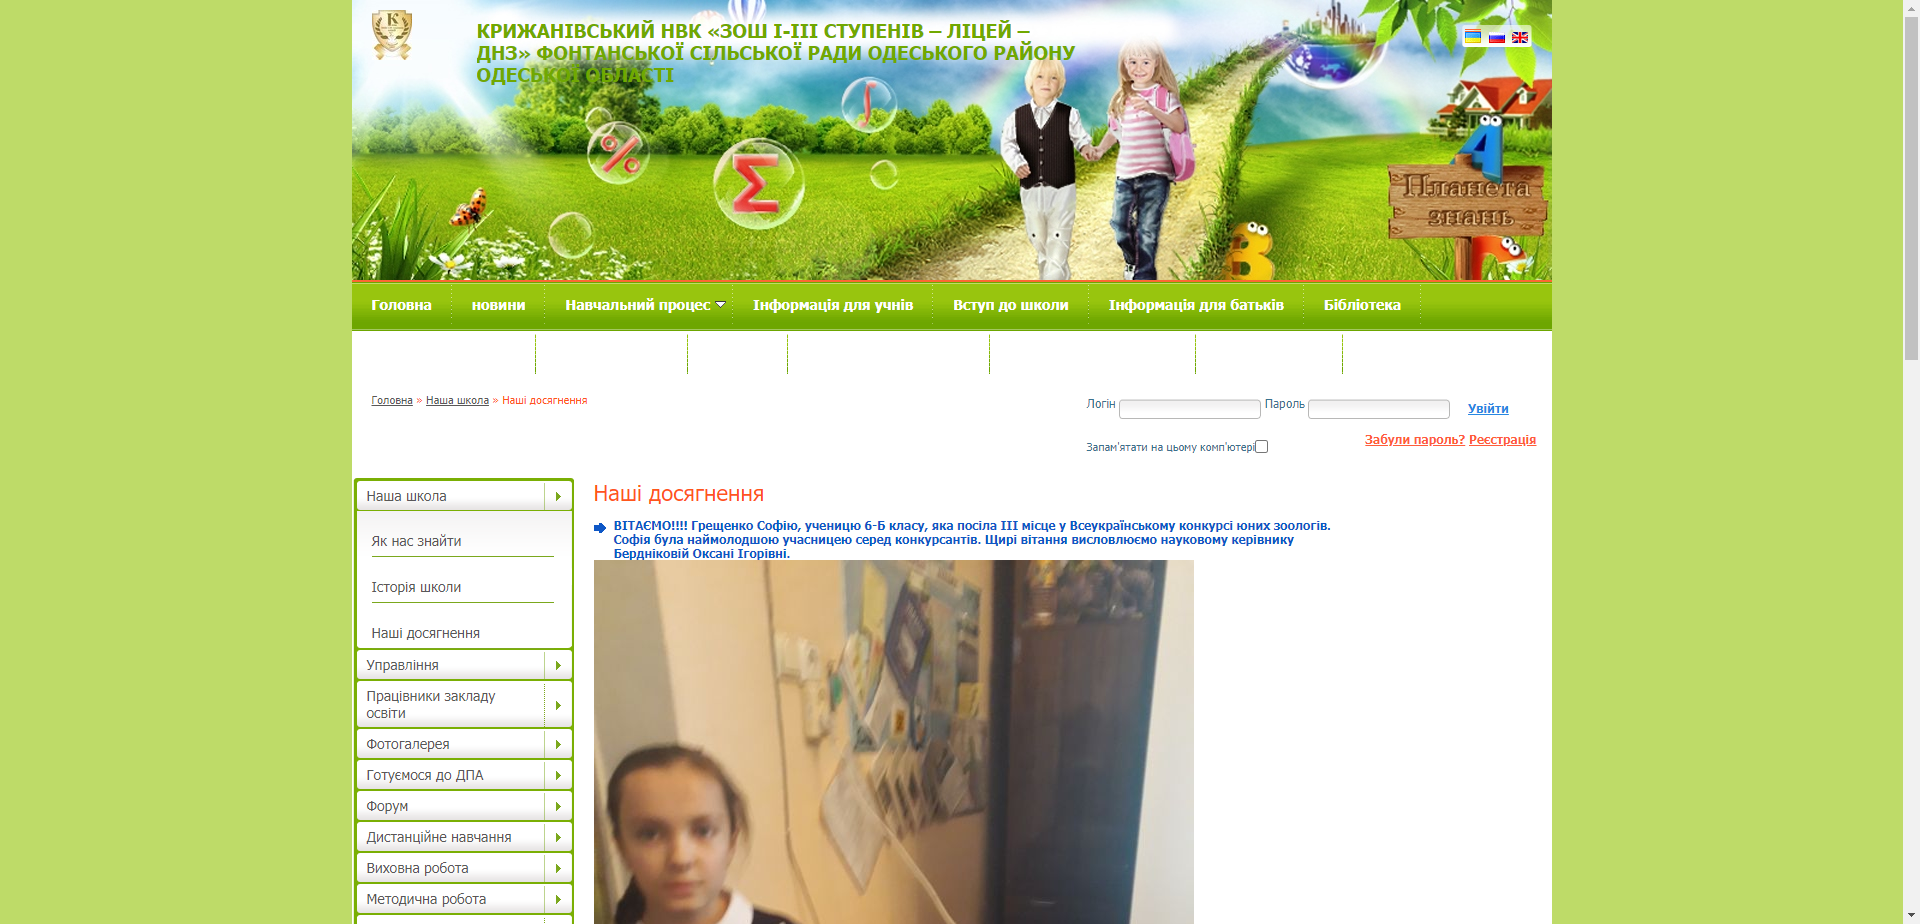 КРИЖАНІВСЬКИЙ НВК «ЗОШ І-ІІІ СТУПЕНІВ – ЛІЦЕЙ –
ДНЗ» ФОНТАНСЬКОЇ СІЛЬСЬКОЇ РАДИ ОДЕСЬКОГО РАЙОНУ
ОДЕСЬКОЇ ОБЛАСТІ
Планета
знань
Головна
новини
Навчальний процес
Інформація для учнів
Вступ до школи
Інформація для батьків
Бібліотека
Головна » Наша школа » Наші досягнення
Логін
Пароль
Увійти
Запам'ятати на цьому комп'ютері
Забули пароль? Реєстрація
Наша школа
Як нас знайти
Історія школи
Наші досягнення
Управління
Працівники закладу
освіти
Фотогалерея
Готуємося до ДПА
Форум
Дистанційне навчання
Виховна робота
Методична робота
Наші досягнення
ВІТАЄМО!!!! Грещенко Софію, ученицю 6-Б класу, яка посіла ІІІ місце у Всеукраїнському конкурсі юних зоологів.
Софія була наймолодшою учасницею серед конкурсантів. Щирі вітання висловлюємо науковому керівнику
Бердніковій Оксані Ігорівні.